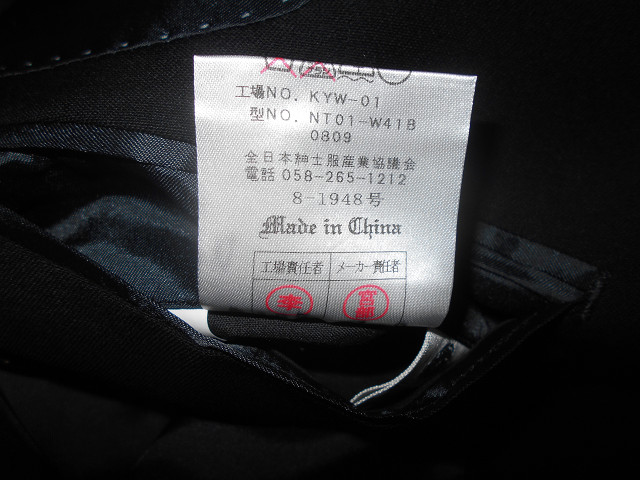 工場NO. KYW-01
型NO. NT01-W41B
0809
全日本紳士服産業協議会
電話 058-265-1212
8-1948号
Made in China
工場責任者 メーカー責任者
李